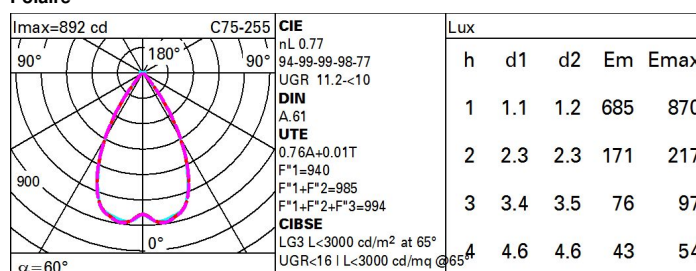 Imax=892 cd C75-255
90° 180° 90°
900
0°
α=60°
CIE
nL 0.77
94-99-99-98-77
UGR 11.2-<10
DIN
A.61
UTE
0.76A+0.01T
F"1=940
F"1+F"2=985
F"1+F"2+F"3=994
CIBSE
LG3 L<3000 cd/m² at 65°
UGR<16 | L<3000 cd/mq @65°
Lux
h d1 d2 Em Emax
1 1.1 1.2 685 870
2 2.3 2.3 171 217
3 3.4 3.5 76 97
4 4.6 4.6 43 54